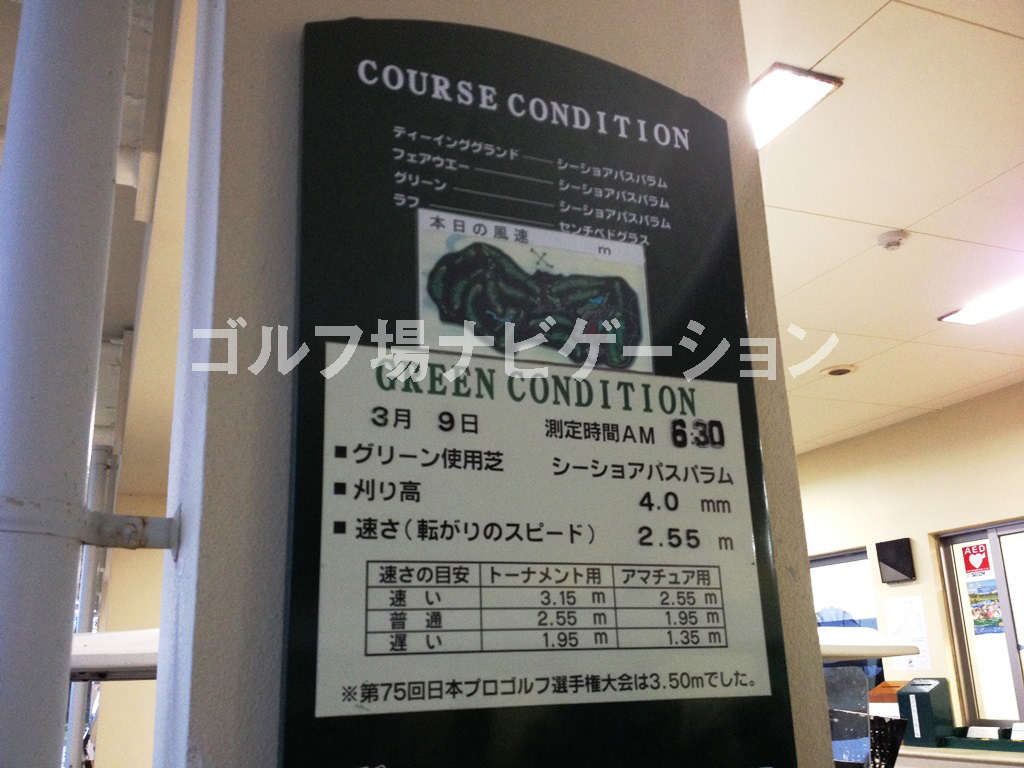 COURSE CONDITION
ティーインググランド シーショアパスパラム
フェアウエー シーショアパスパラム
グリーン シーショアパスパラム
ラフ センチペドグラス
本日の風速 m
ゴルフ場ナビゲーション
GREEN CONDITION
3月 9日 測定時間AM 6:30
■グリーン使用芝 シーショアパスパラム
■刈り高 4.0 mm
■速さ(転がりのスピード) 2.55 m
速さの目安 トーナメント用 アマチュア用
速い 3.15 m 2.55 m
普通 2.55 m 1.95 m
遅い 1.95 m 1.35 m
※第75回日本プロゴルフ選手権大会は3.50mでした。
AED